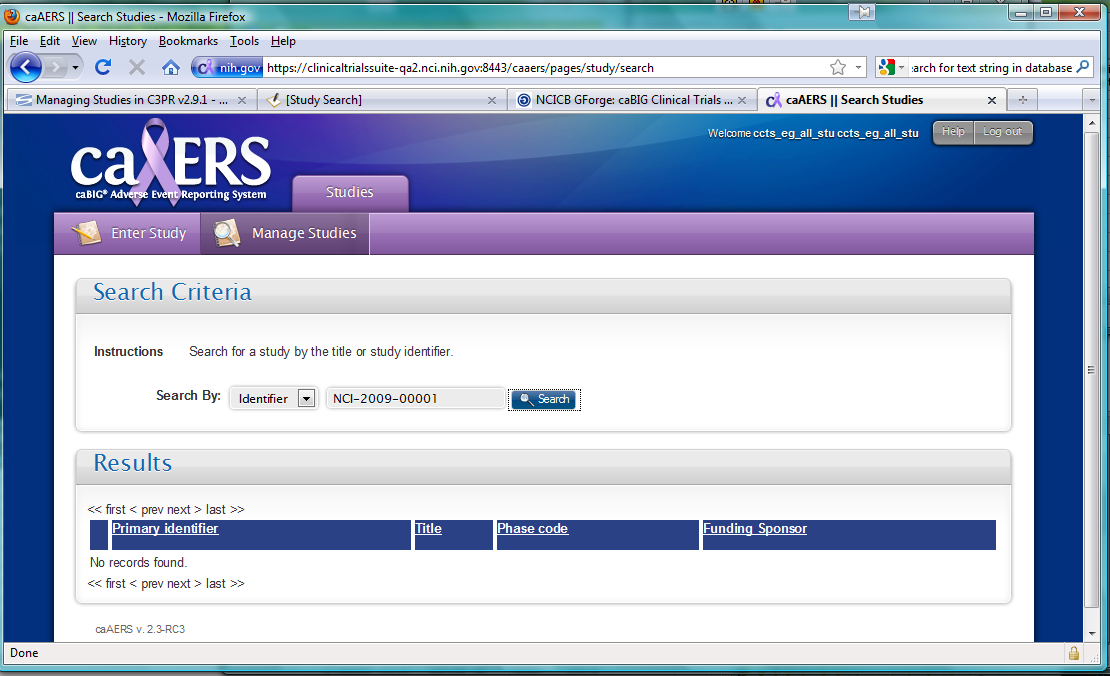 caAERS || Search Studies - Mozilla Firefox
File Edit View History Bookmarks Tools Help
nih.gov https://clinicaltrialssuite-qa2.nci.nih.gov:8443/caaers/pages/study/search arch for text string in database
Managing Studies in C3PR v2.9.1 - ... [Study Search] NCICB GForge: caBIG Clinical Trials ... caAERS || Search Studies
Welcome ccts_eg_all_stu ccts_eg_all_stu Help Log out
caAERS
caBIG® Adverse Event Reporting System
Studies
Enter Study Manage Studies
Search Criteria
Instructions Search for a study by the title or study identifier.
Search By: Identifier NCI-2009-00001 Search
Results
<< first < prev next > last >>
Primary identifier Title Phase code Funding Sponsor
No records found.
<< first < prev next > last >>
caAERS v. 2.3-RC3
Done